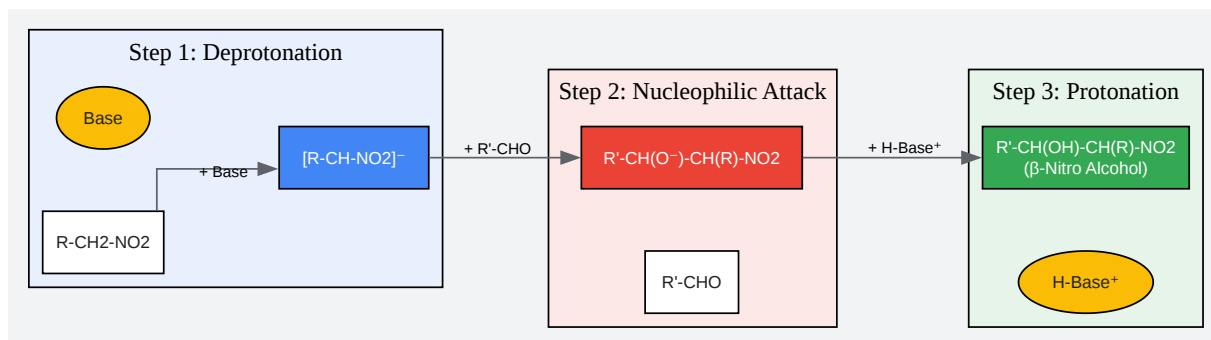 Step 1: Deprotonation
Base
[R-CH-NO2]⁻
+ Base
R-CH2-NO2
+ R'-CHO
Step 2: Nucleophilic Attack
R'-CH(O⁻)-CH(R)-NO2
R'-CHO
+ H-Base⁺
Step 3: Protonation
R'-CH(OH)-CH(R)-NO2
(β-Nitro Alcohol)
H-Base⁺